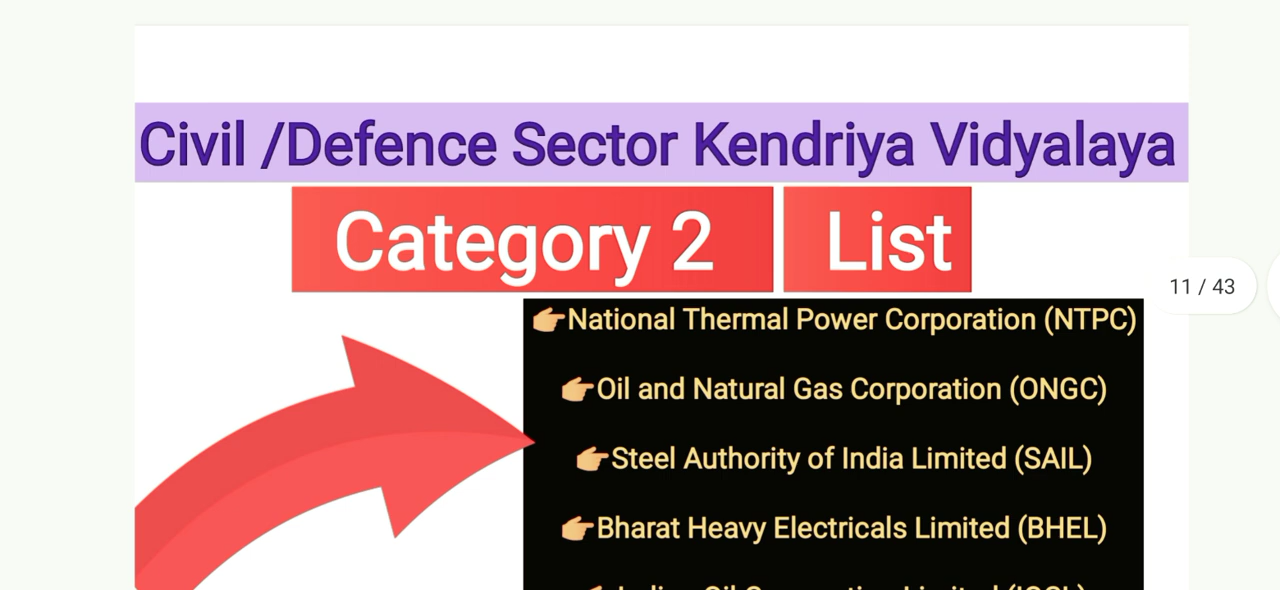 Civil /Defence Sector Kendriya Vidyalaya
Category 2 List
11 / 43
👉National Thermal Power Corporation (NTPC)
👉Oil and Natural Gas Corporation (ONGC)
👉Steel Authority of India Limited (SAIL)
👉Bharat Heavy Electricals Limited (BHEL)